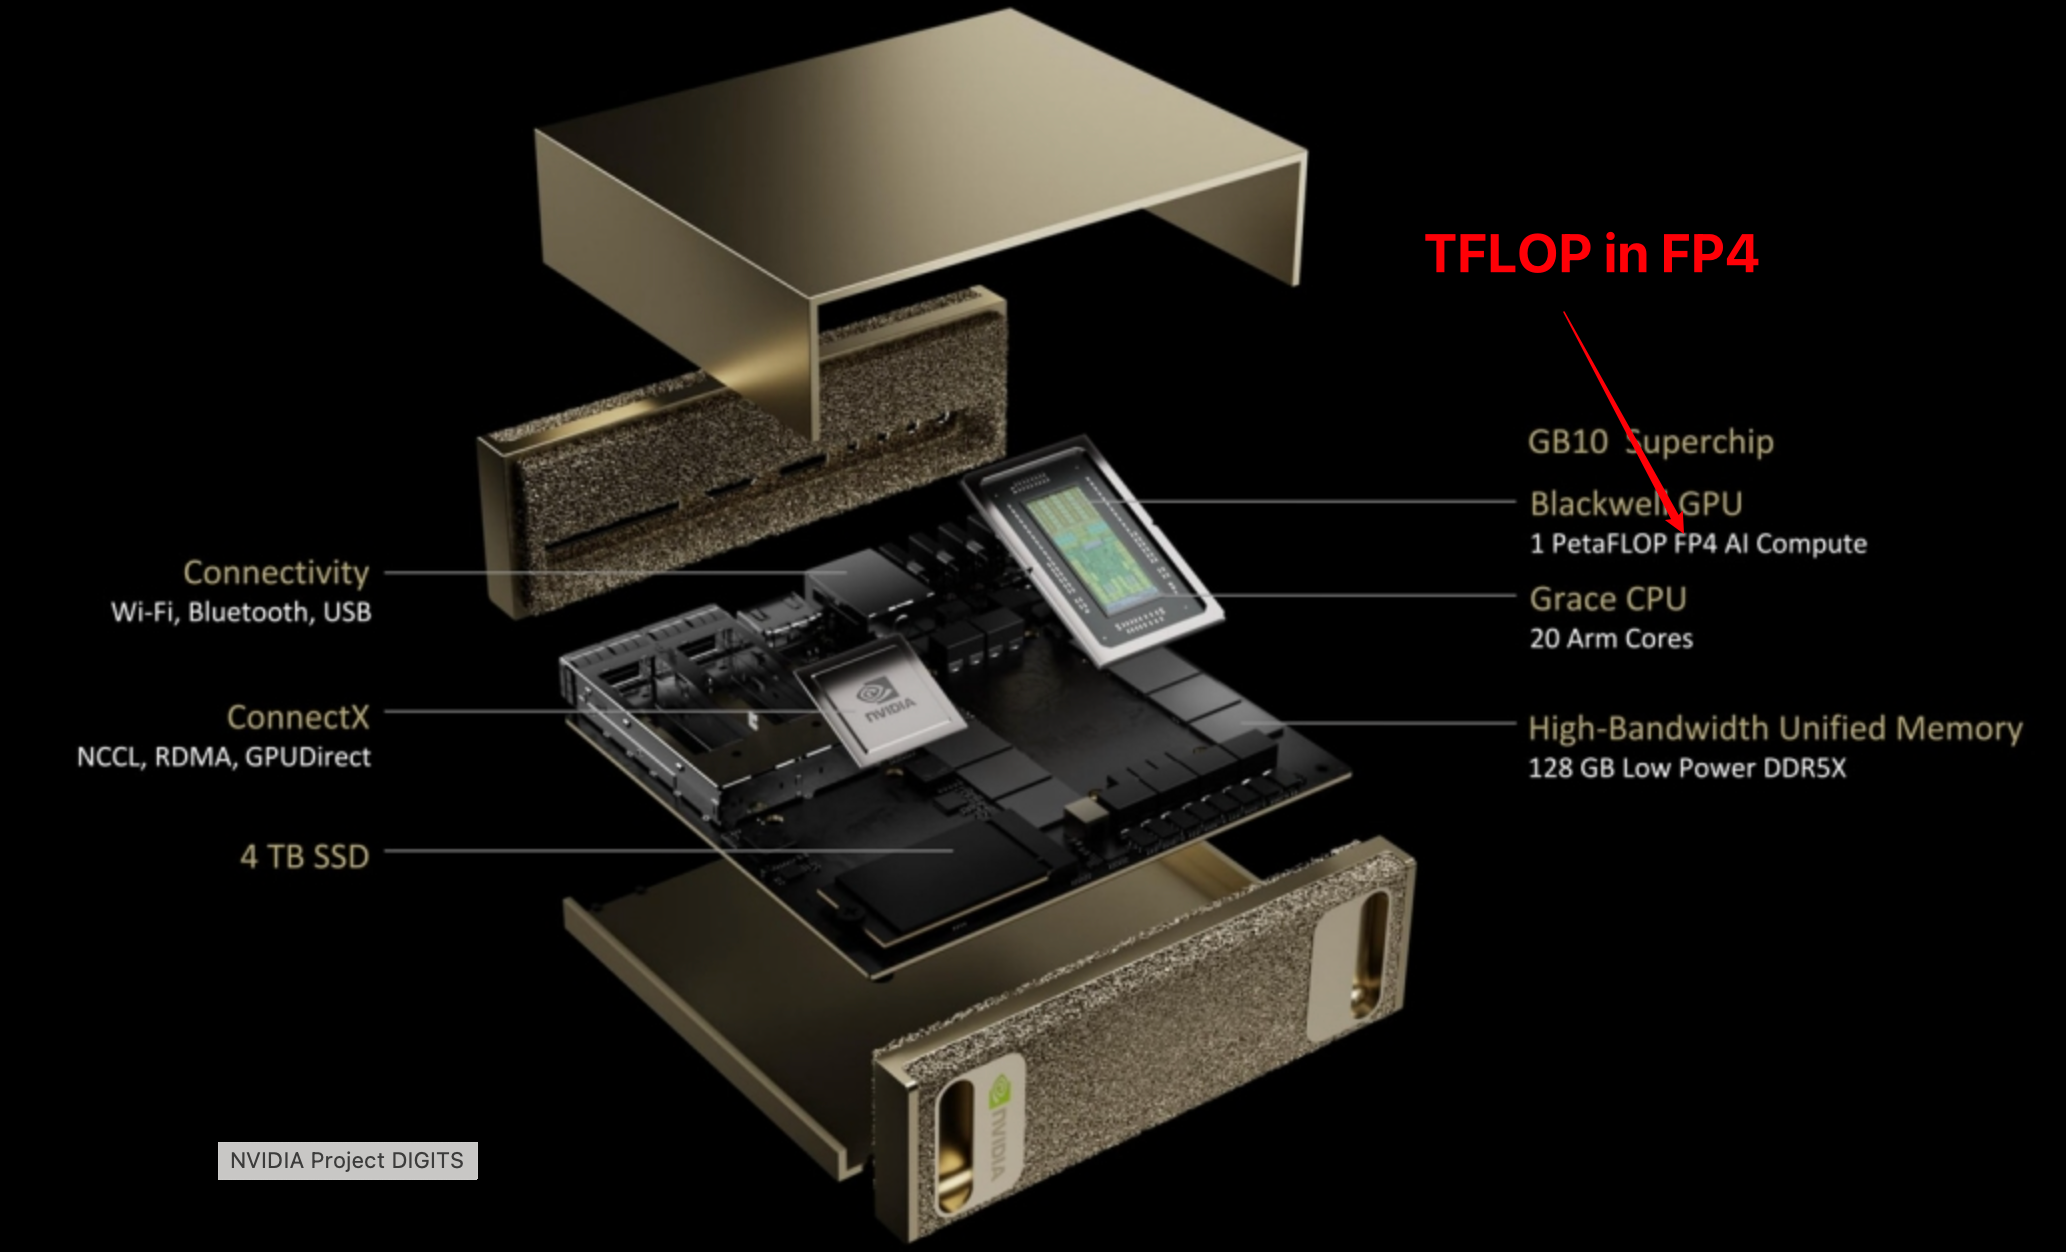 TFLOP in FP4
GB10 Superchip
Blackwell GPU
1 PetaFLOP FP4 AI Compute
Grace CPU
20 Arm Cores
High-Bandwidth Unified Memory
128 GB Low Power DDR5X
Connectivity
Wi-Fi, Bluetooth, USB
ConnectX
NCCL, RDMA, GPUDirect
4 TB SSD
NVIDIA
NVIDIA
NVIDIA Project DIGITS